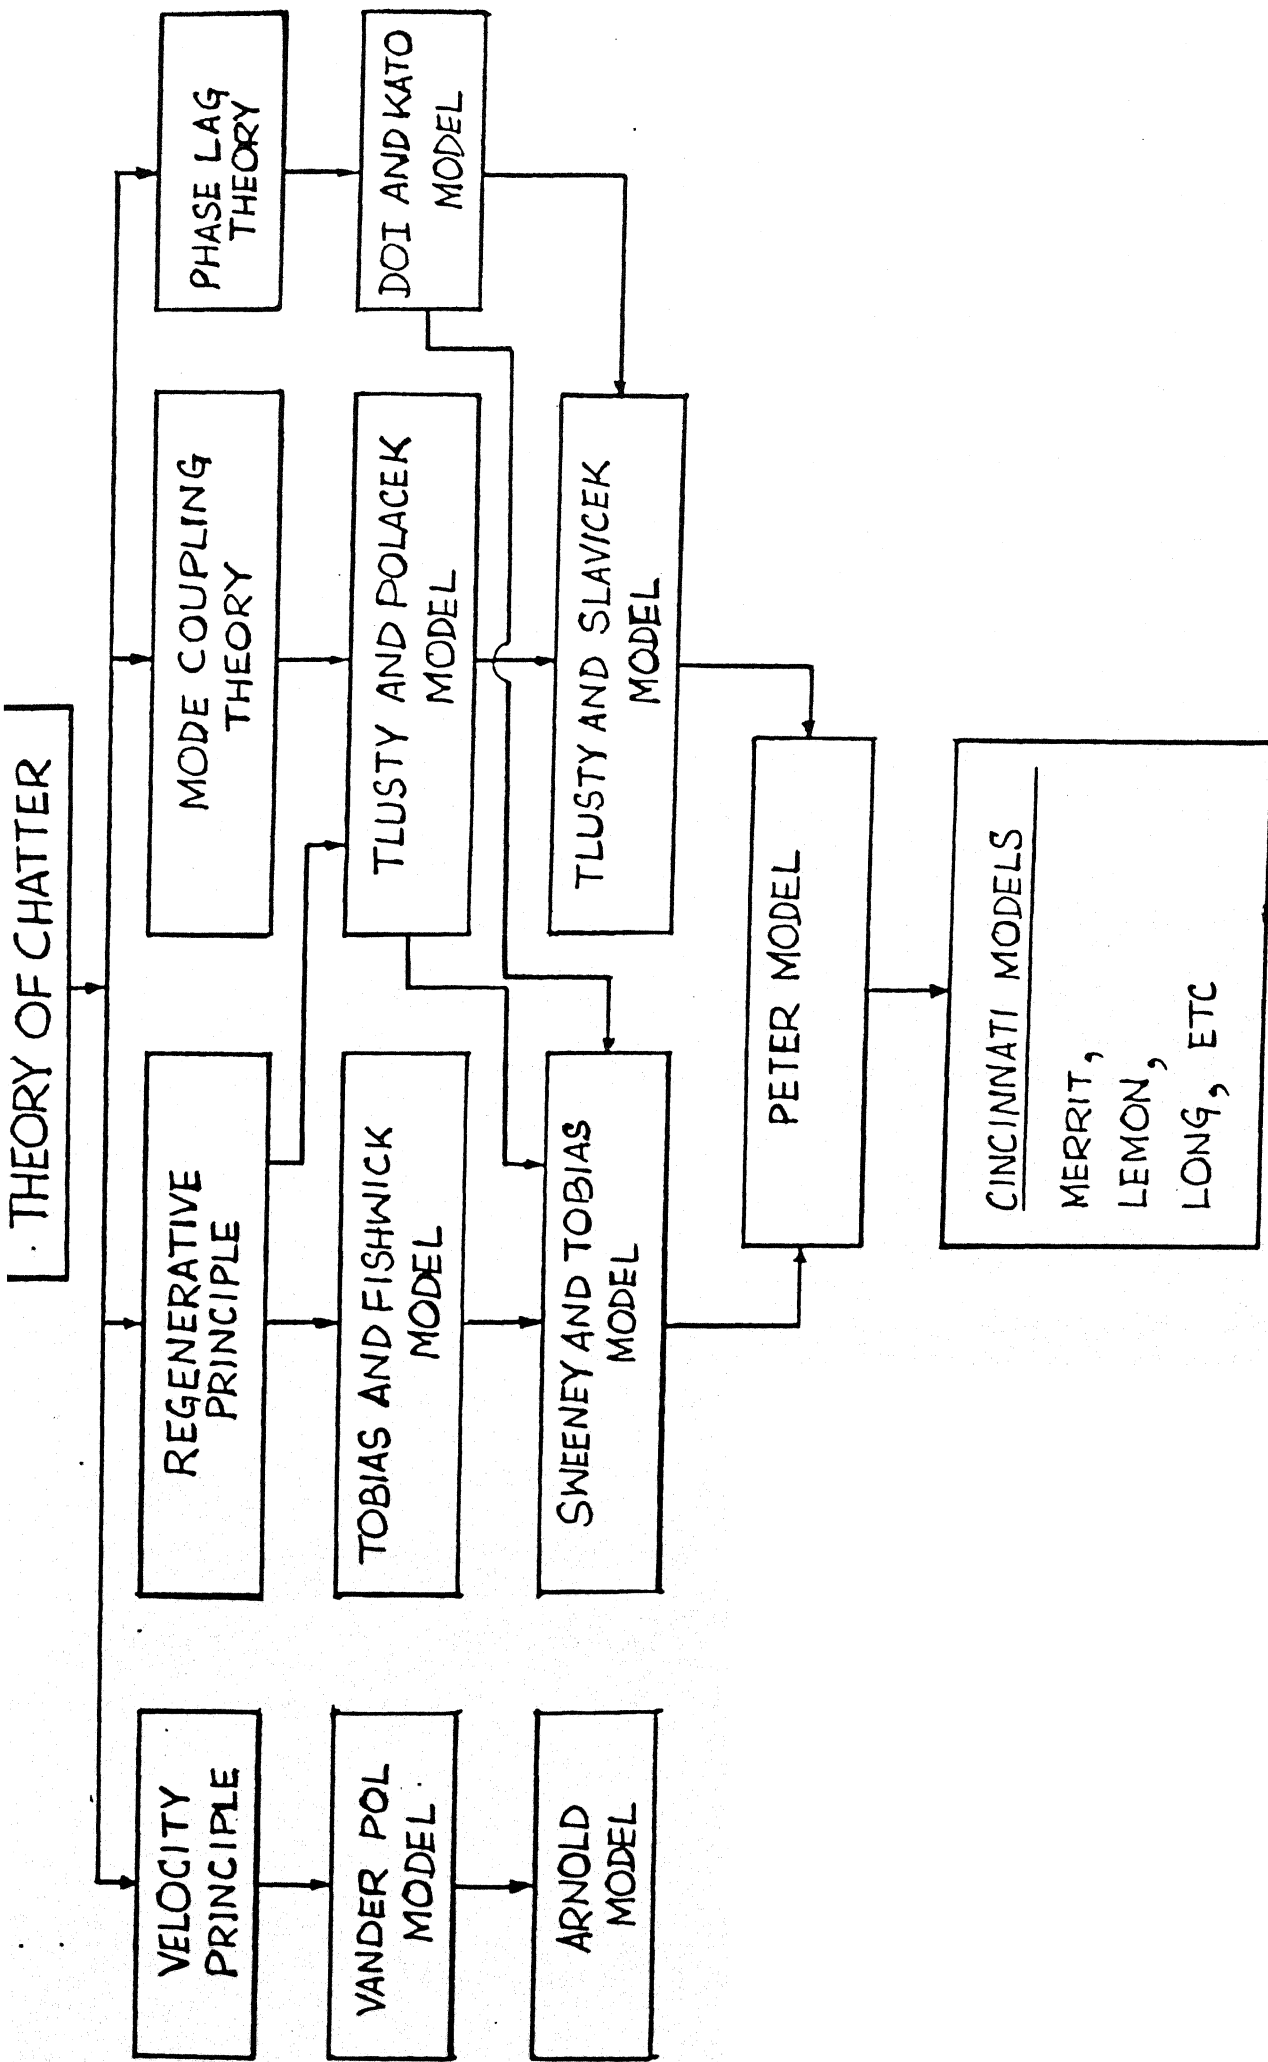 THEORY OF CHATTER
VELOCITY
PRINCIPLE
REGENERATIVE
PRINCIPLE
MODE COUPLING
THEORY
PHASE LAG
THEORY
VANDER POL
MODEL
TOBIAS AND FISHWICK
MODEL
TLUSTY AND POLACEK
MODEL
DOI AND KATO
MODEL
ARNOLD
MODEL
SWEENEY AND TOBIAS
MODEL
TLUSTY AND SLAVICEK
MODEL
PETER MODEL
CINCINNATI MODELS
MERRIT,
LEMON,
LONG, ETC